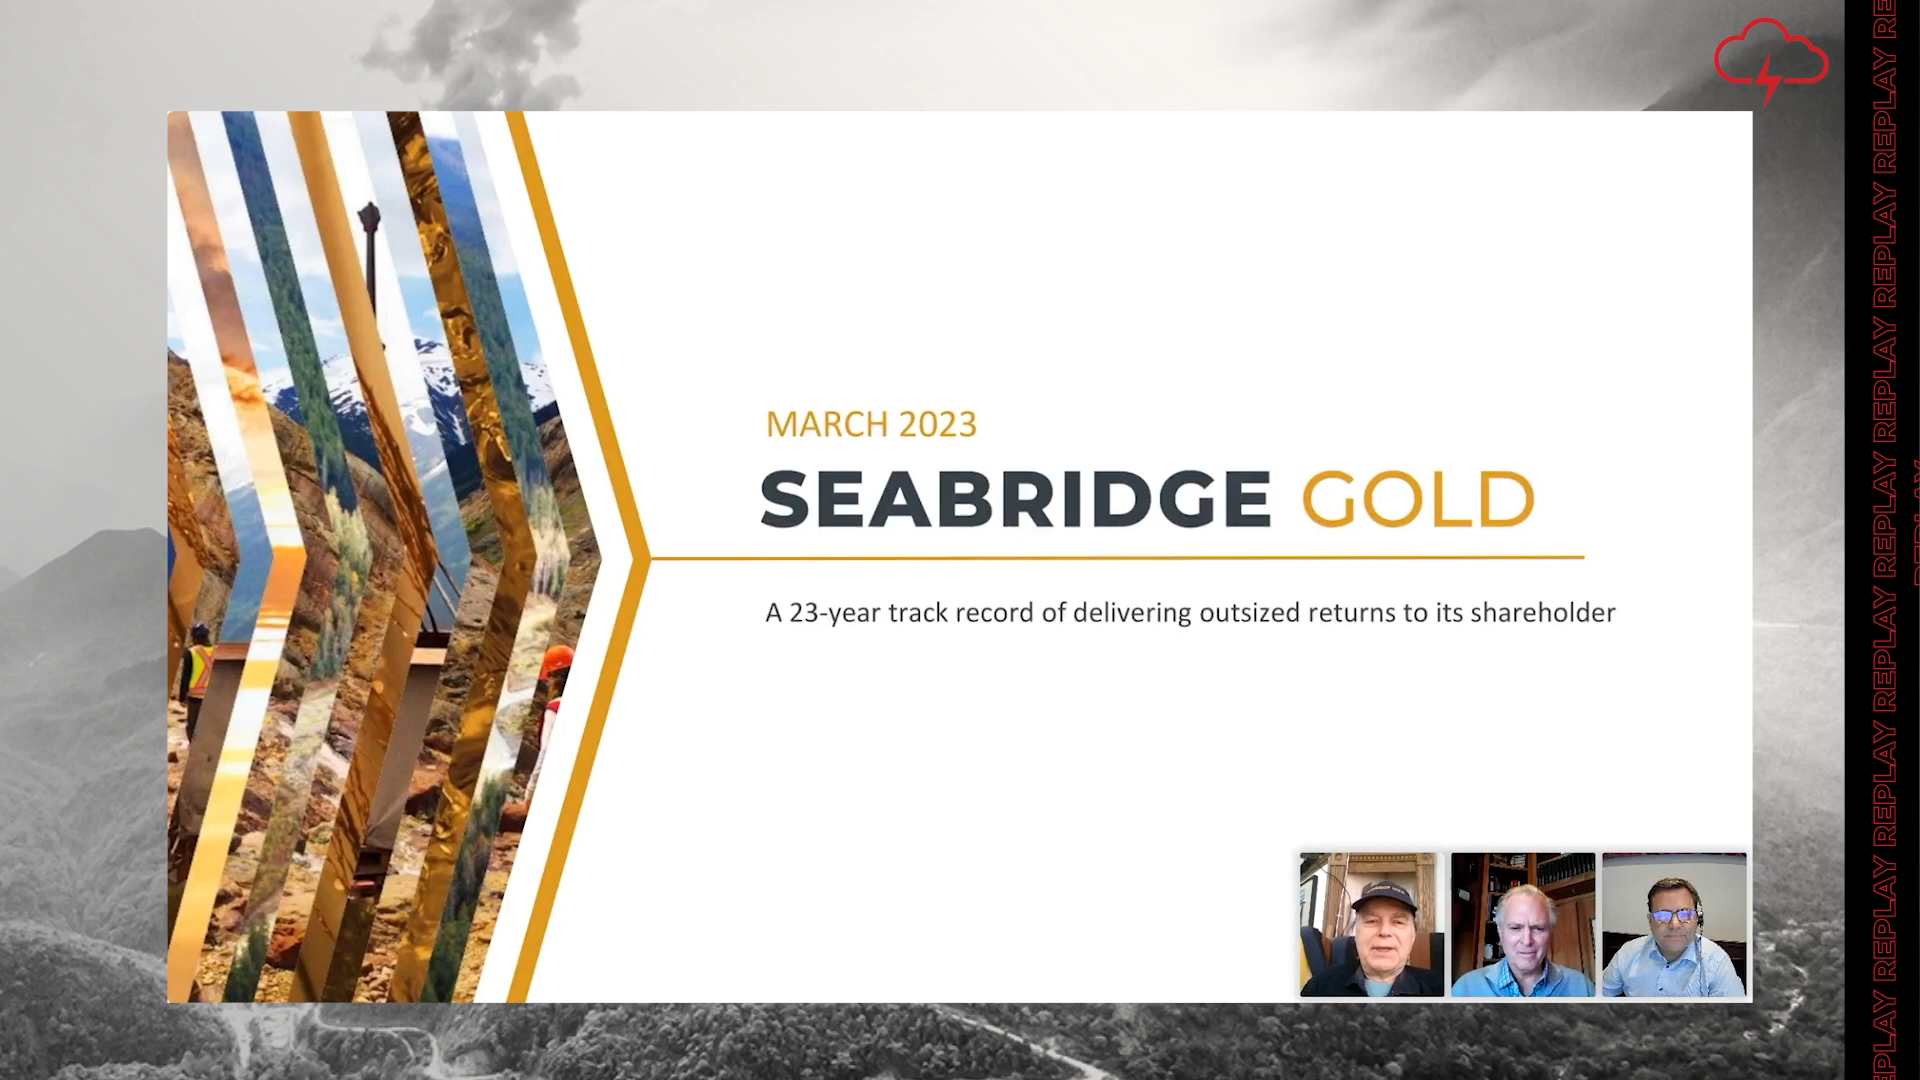 MARCH 2023
SEABRIDGE GOLD
A 23-year track record of delivering outsized returns to its shareholder
REPLAY REPLAY REPLAY REPLAY REPLAY REPLAY REPLAY
REPLAY